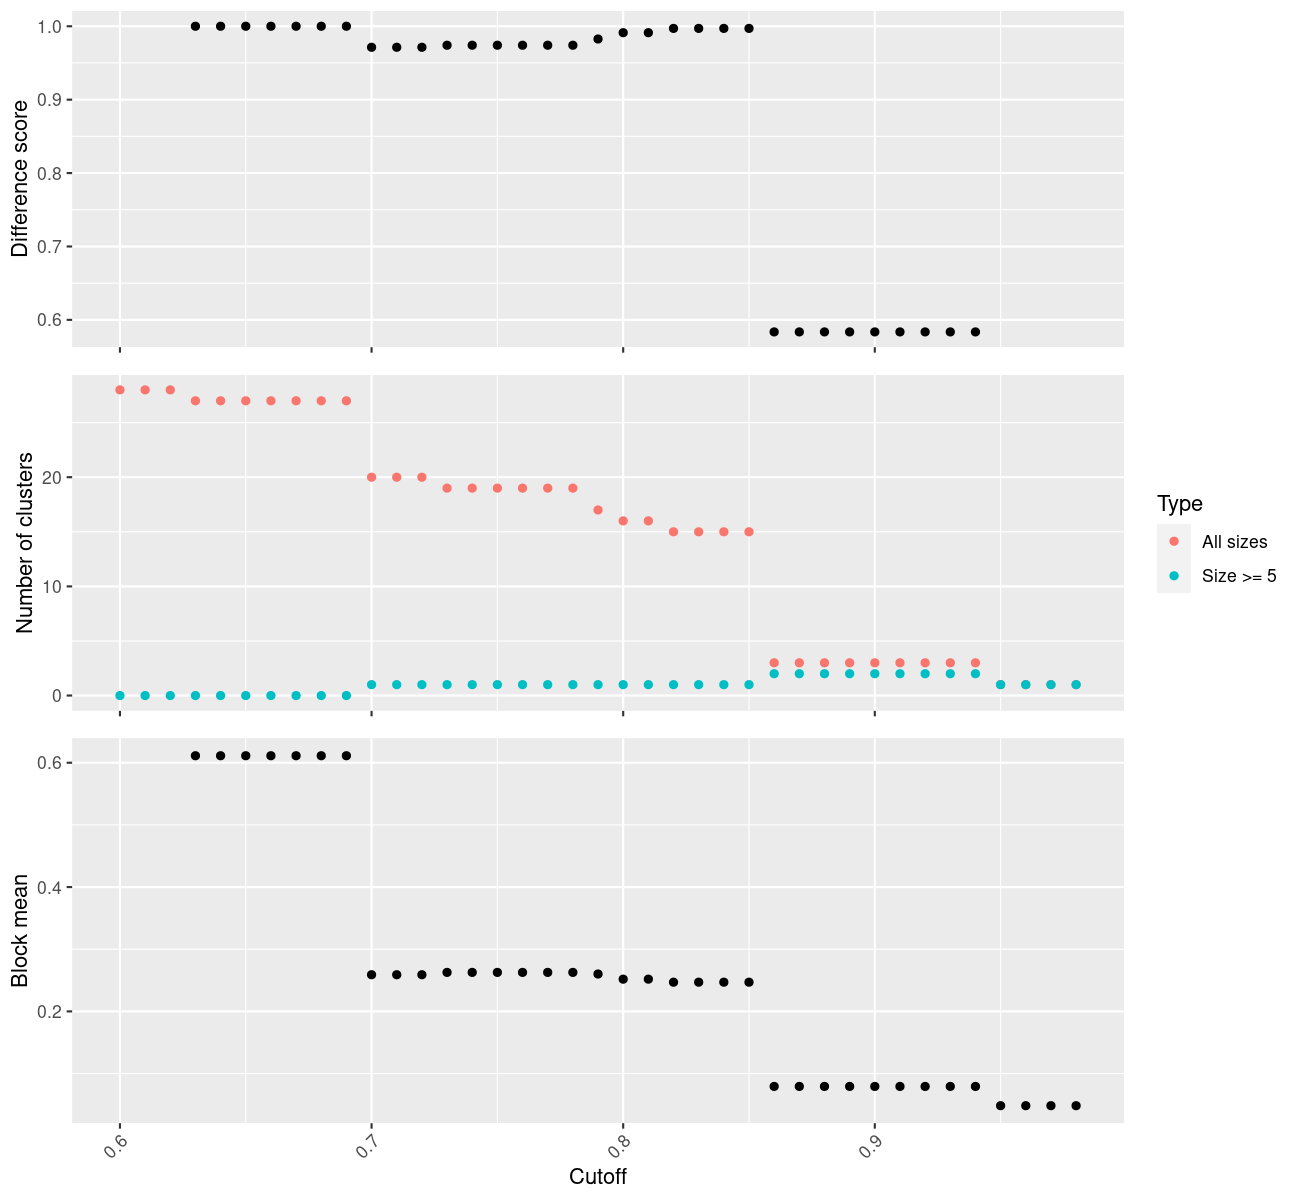 Difference score
1.0
0.9
0.8
0.7
0.6
Number of clusters
20
10
0
Type
All sizes
Size >= 5
Block mean
0.6
0.4
0.2
0.6
0.7
0.8
0.9
Cutoff